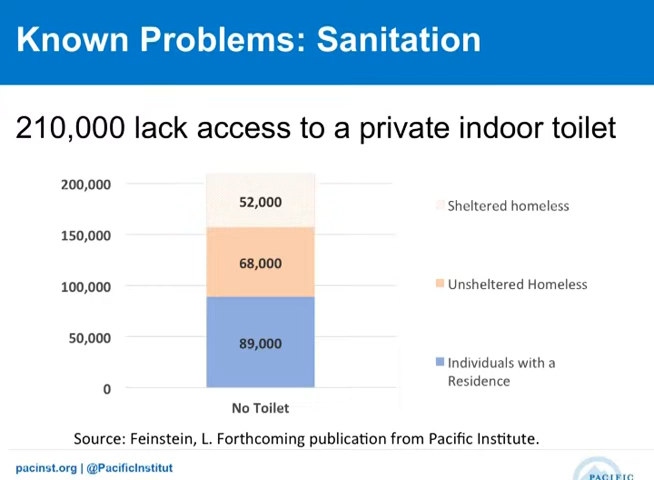 Known Problems: Sanitation
210,000 lack access to a private indoor toilet
200,000
150,000
100,000
50,000
0
52,000
68,000
89,000
No Toilet
Sheltered homeless
Unsheltered Homeless
Individuals with a
Residence
Source: Feinstein, L. Forthcoming publication from Pacific Institute.
pacinst.org | @PacificInstitut
PACIFIC